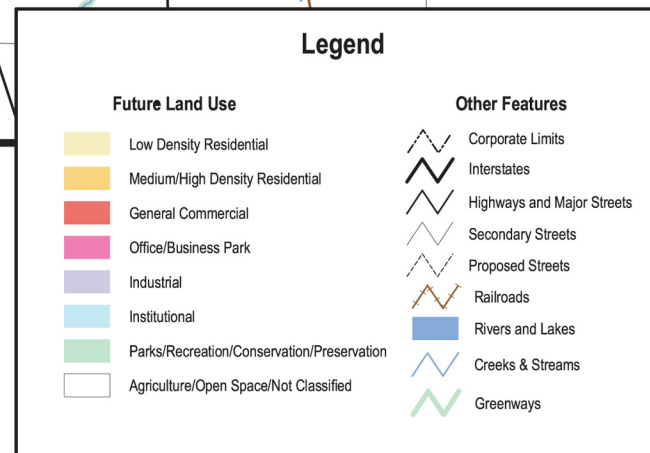 Legend
Future Land Use
Low Density Residential
Medium/High Density Residential
General Commercial
Office/Business Park
Industrial
Institutional
Parks/Recreation/Conservation/Preservation
Agriculture/Open Space/Not Classified
Other Features
Corporate Limits
Interstates
Highways and Major Streets
Secondary Streets
Proposed Streets
Railroads
Rivers and Lakes
Creeks & Streams
Greenways